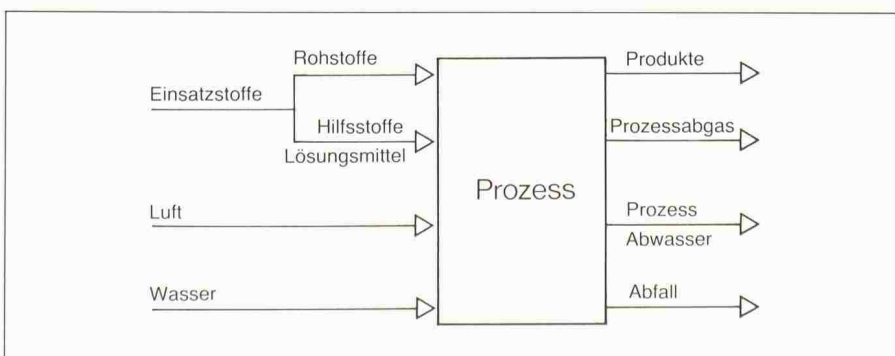 Rohstoffe
Einsatzstoffe
Hilfsstoffe
Lösungsmittel
Luft
Wasser
Prozess
Produkte
Prozessabgas
Prozess
Abwasser
Abfall